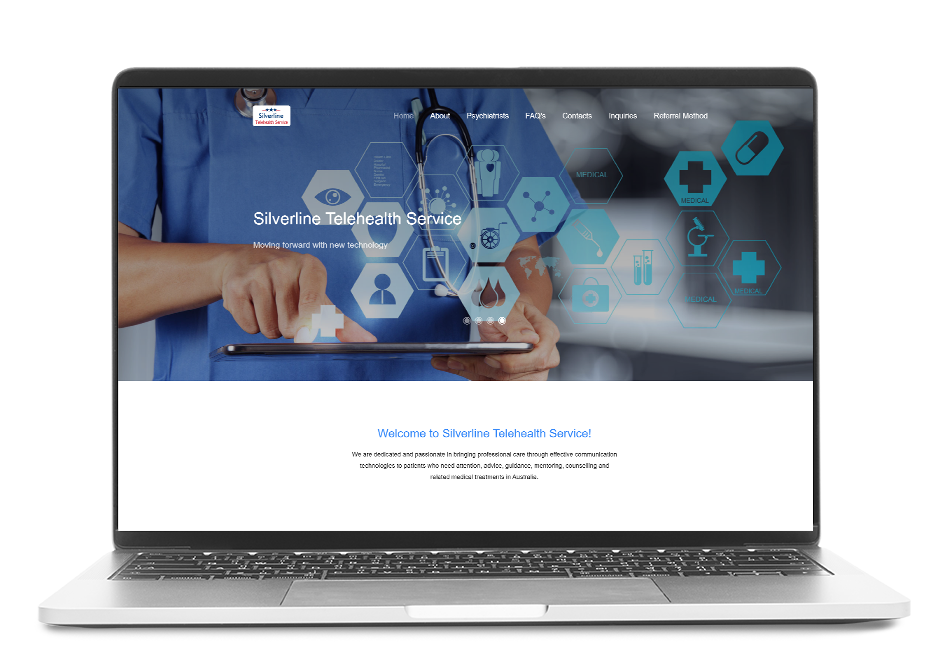 Silverline
Telehealth Service
Home About Psychiatrists FAQ's Contacts Inquiries Referral Method
MEDICAL
MEDICAL
Silverline Telehealth Service
Moving forward with new technology
MEDICAL
MEDICAL
Welcome to Silverline Telehealth Service!
We are dedicated and passionate in bringing professional care through effective communication
technologies to patients who need attention, advice, guidance, mentoring, counselling and
related medical treatments in Australia.